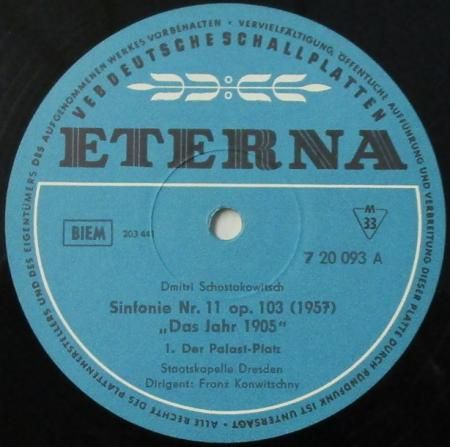 ALLE RECHTE DES PLATTENHERSTELLERS UND DES EIGENTÜMERS DES AUFGENOMMENEN WERKES VORBEHALTEN • VERVIELFÄLTIGUNG, ÖFFENTLICHE AUFFÜHRUNG UND VERBREITUNG DIESER PLATTE DURCH RUNDFUNK IST UNTERSAGT •
VEB DEUTSCHE SCHALLPLATTEN
ETERNA
BIEM
203 441
M
33
7 20 093 A
Dmitri Schostakowitsch
Sinfonie Nr. 11 op. 103 (1957)
„Das Jahr 1905"
1. Der Palast-Platz
Staatskapelle Dresden
Dirigent: Franz Konwitschny